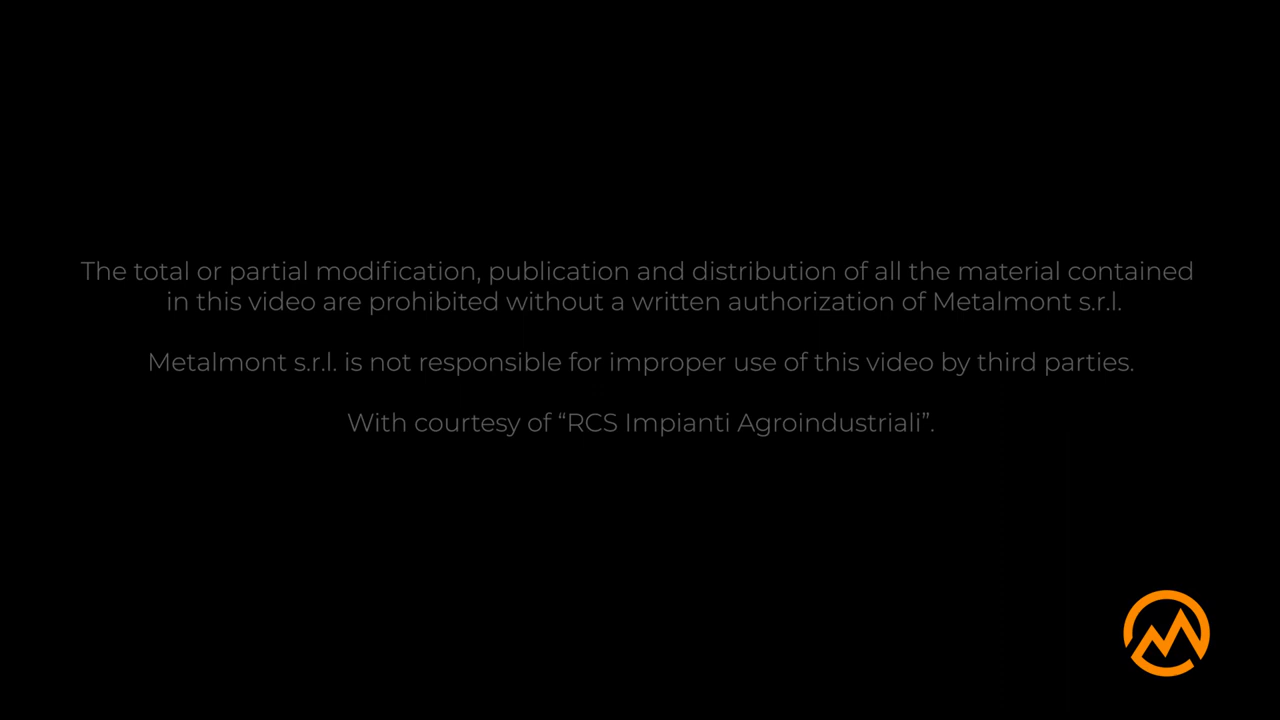 The total or partial modification, publication and distribution of all the material contained
in this video are prohibited without a written authorization of Metalmont s.r.l.
Metalmont s.r.l. is not responsible for improper use of this video by third parties.
With courtesy of “RCS Impianti Agroindustriali”.